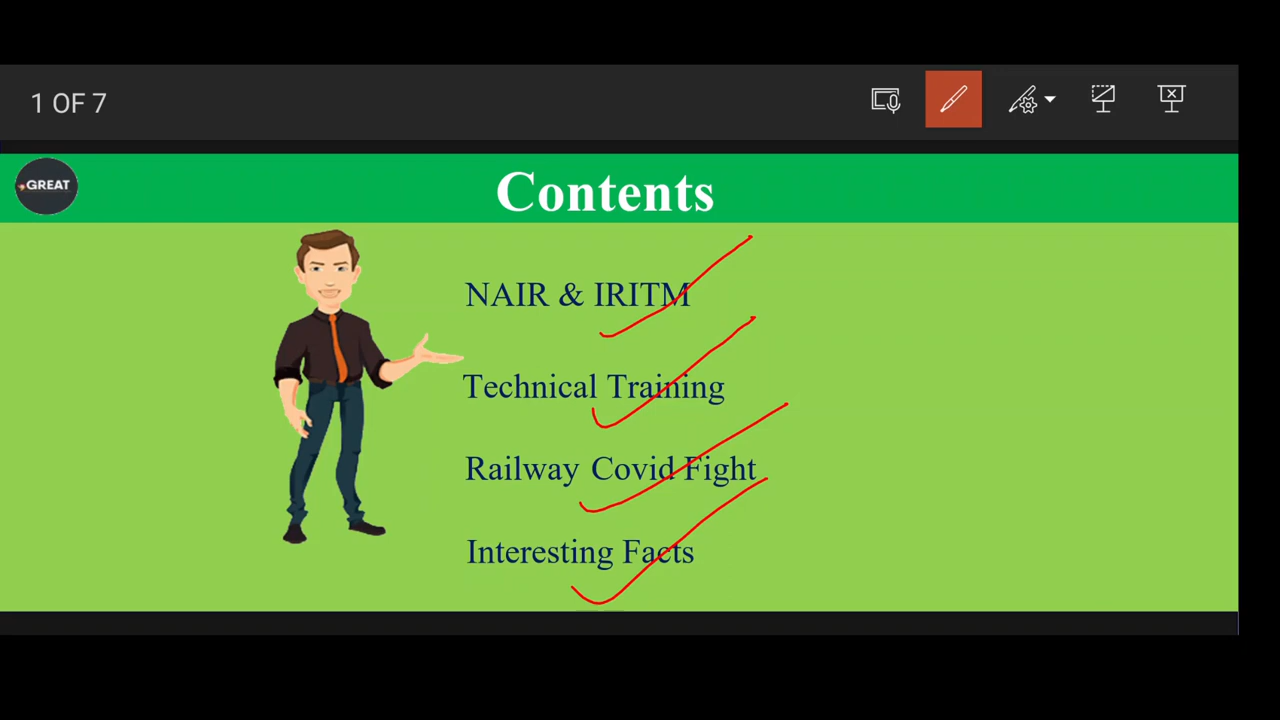 1 OF 7
GREAT
Contents
NAIR & IRITM
Technical Training
Railway Covid Fight
Interesting Facts